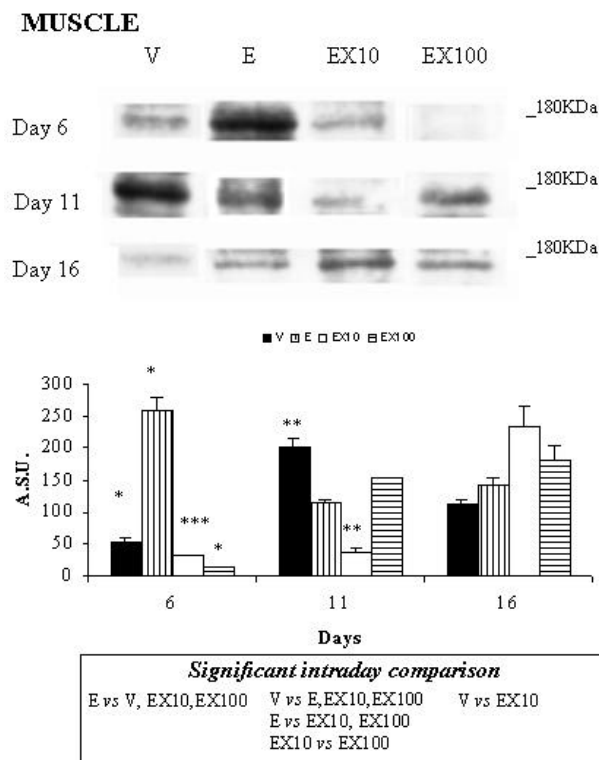 MUSCLE
V E EX10 EX100
Day 6 _180KDa
Day 11 _180KDa
Day 16 _180KDa
V E EX10 EX100
300
250
200
150
100
50
0
A.S.U.
* * *** *
** **
6 11 16
Days
Significant intraday comparison
E vs V, EX10,EX100 V vs E,EX10,EX100 V vs EX10
E vs EX10, EX100
EX10 vs EX100